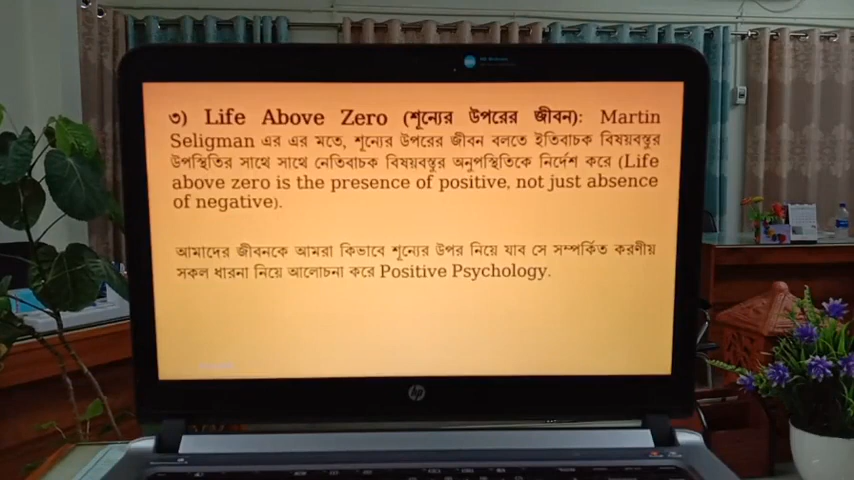 ৩) Life Above Zero (শূন্যের উপরের জীবন): Martin
Seligman এর এর মতে, শূন্যের উপরের জীবন বলতে ইতিবাচক বিষয়বস্তুর
উপস্থিতির সাথে সাথে নেতিবাচক বিষয়বস্তুর অনুপস্থিতিকে নির্দেশ করে (Life
above zero is the presence of positive, not just absence
of negative).
আমাদের জীবনকে আমরা কিভাবে শূন্যের উপর নিয়ে যাব সে সম্পর্কিত করণীয়
সকল ধারনা নিয়ে আলোচনা করে Positive Psychology.
hp